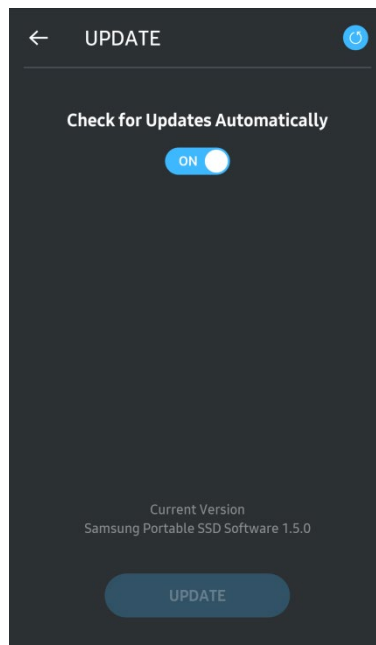 UPDATE
Check for Updates Automatically
ON
Current Version
Samsung Portable SSD Software 1.5.0
UPDATE